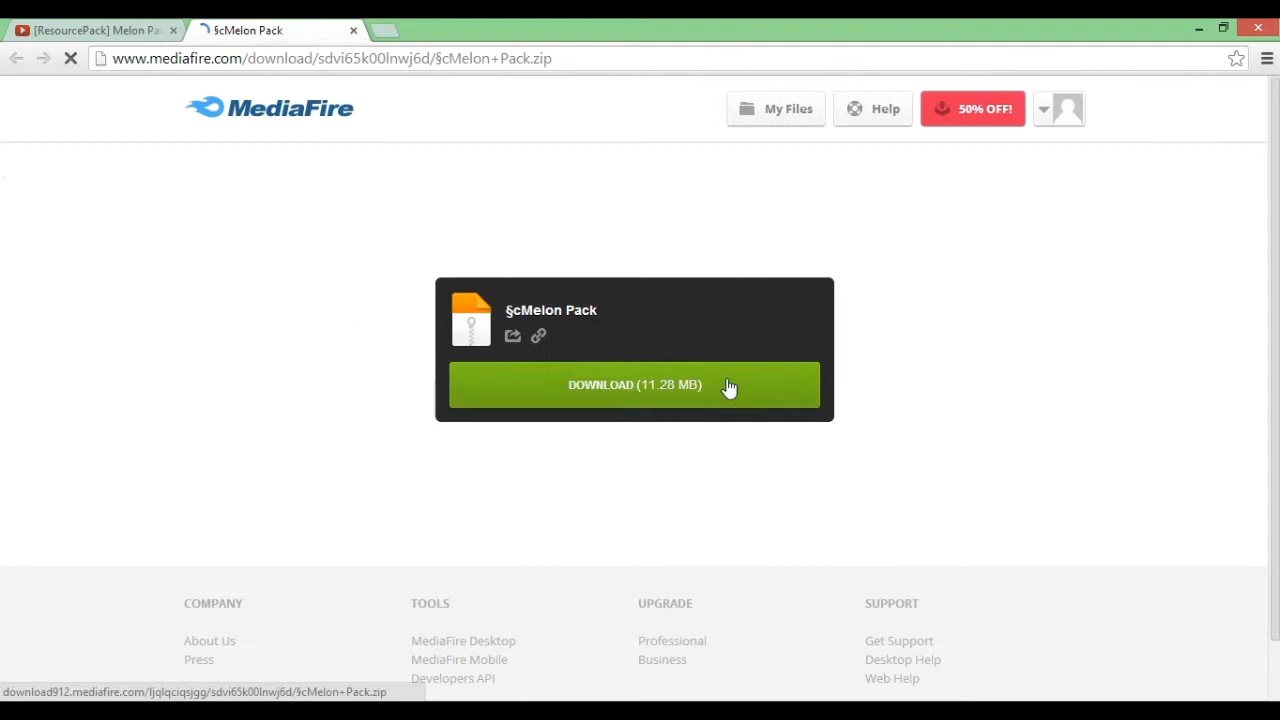 [ResourcePack] Melon Pa
§cMelon Pack
www.mediafire.com/download/sdvi65k00lnwj6d/§cMelon+Pack.zip
MediaFire
My Files
Help
50% OFF!
§cMelon Pack
DOWNLOAD (11.28 MB)
COMPANY
TOOLS
UPGRADE
SUPPORT
About Us
MediaFire Desktop
Professional
Get Support
Press
MediaFire Mobile
Business
Desktop Help
Developers API
Web Help
download912.mediafire.com/ljqlqciqsjgg/sdvi65k00lnwj6d/§cMelon+Pack.zip